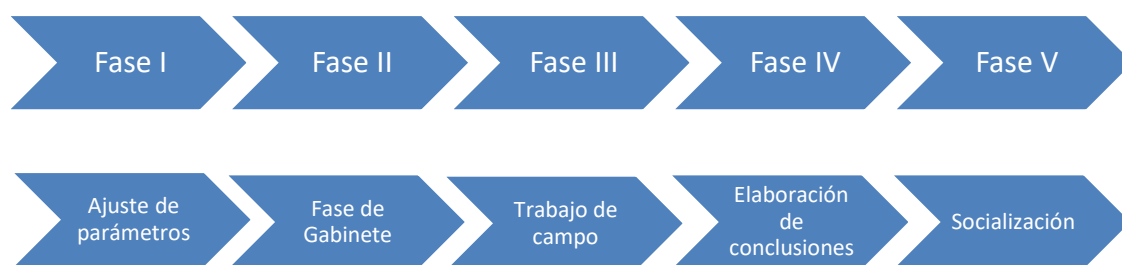 Fase I
Fase II
Fase III
Fase IV
Fase V
Ajuste de
parámetros
Fase de
Gabinete
Trabajo de
campo
Elaboración
de
conclusiones
Socialización